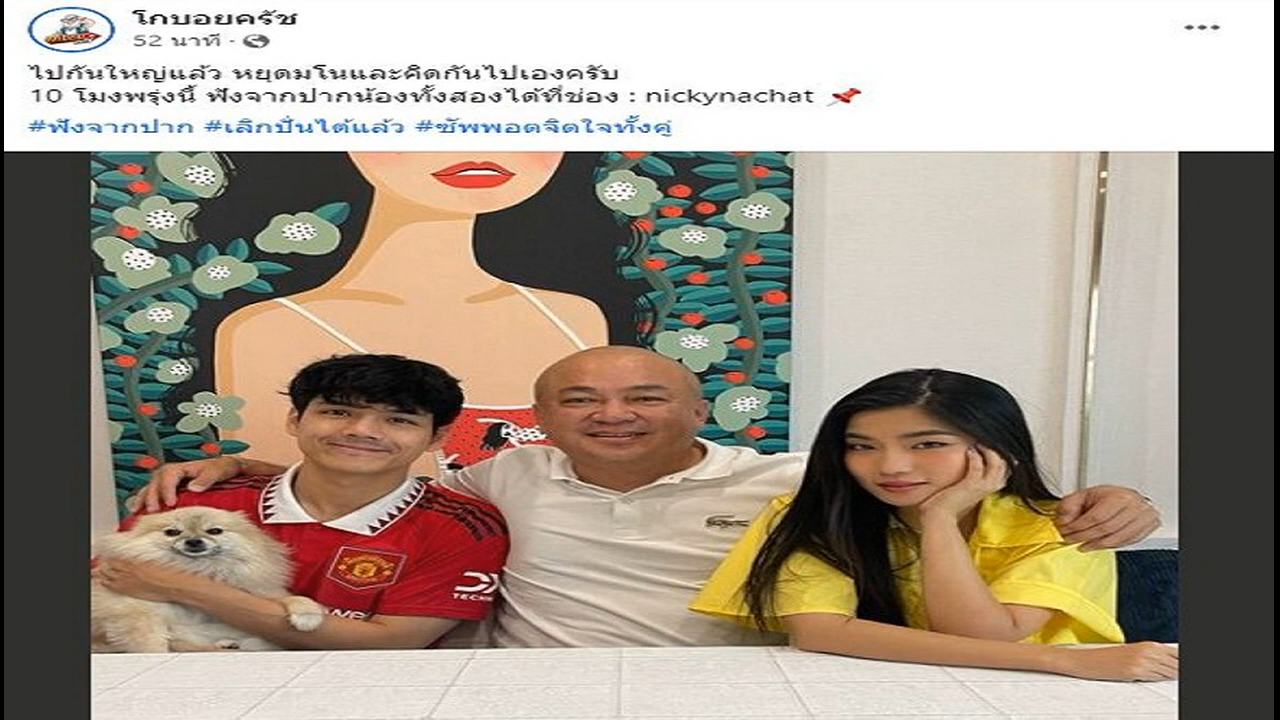 โกบอยครัช
52 นาที ·
ไปกันใหญ่แล้ว หยุดมโนและคิดกันไปเองครับ
10 โมงพรุ่งนี้ ฟังจากปากน้องทั้งสองได้ที่ช่อง : nickynachat
#ฟังจากปาก #เลิกปั่นได้แล้ว #ซัพพอตจิตใจทั้งคู่
TECHN